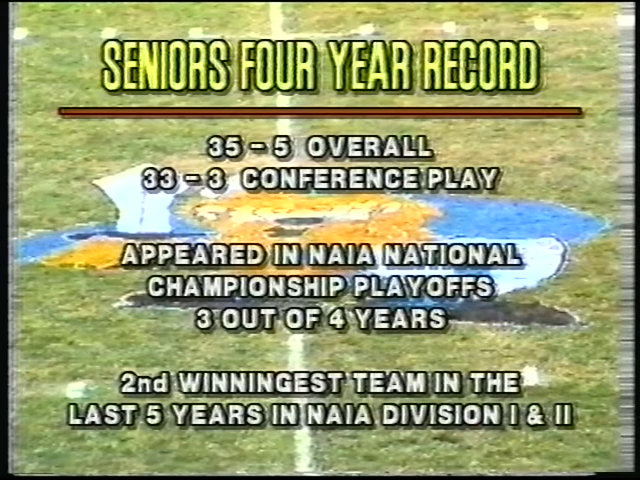 SENIORS FOUR YEAR RECORD
35 - 5 OVERALL
33 - 3 CONFERENCE PLAY
APPEARED IN NAIA NATIONAL
CHAMPIONSHIP PLAYOFFS
3 OUT OF 4 YEARS
2nd WINNINGEST TEAM IN THE
LAST 5 YEARS IN NAIA DIVISION I & II